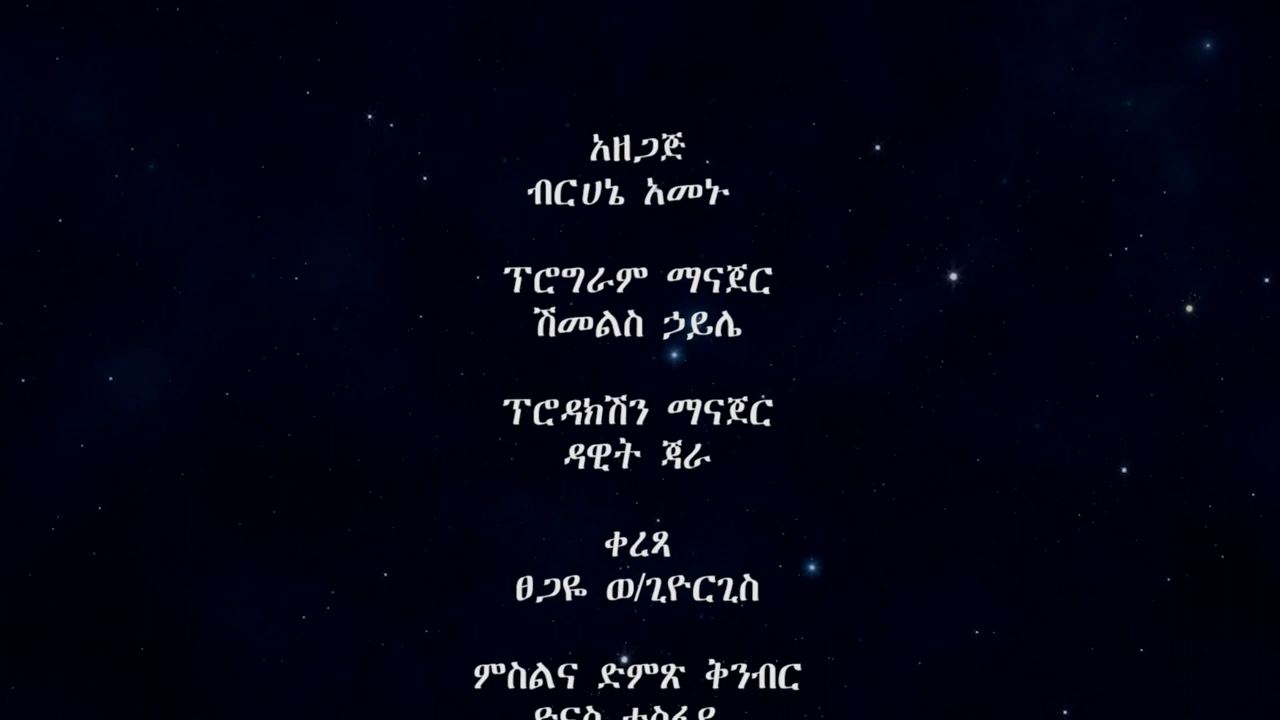 አዘጋጅ
ብርሀኔ አመኑ
ፕሮግራም ማናጀር
ሽመልስ ኃይሌ
ፕሮዳክሽን ማናጀር
ዳዊት ጃራ
ቀረጻ
ፀጋዬ ወ/ጊዮርጊስ
ምስልና ድምጽ ቅንብር